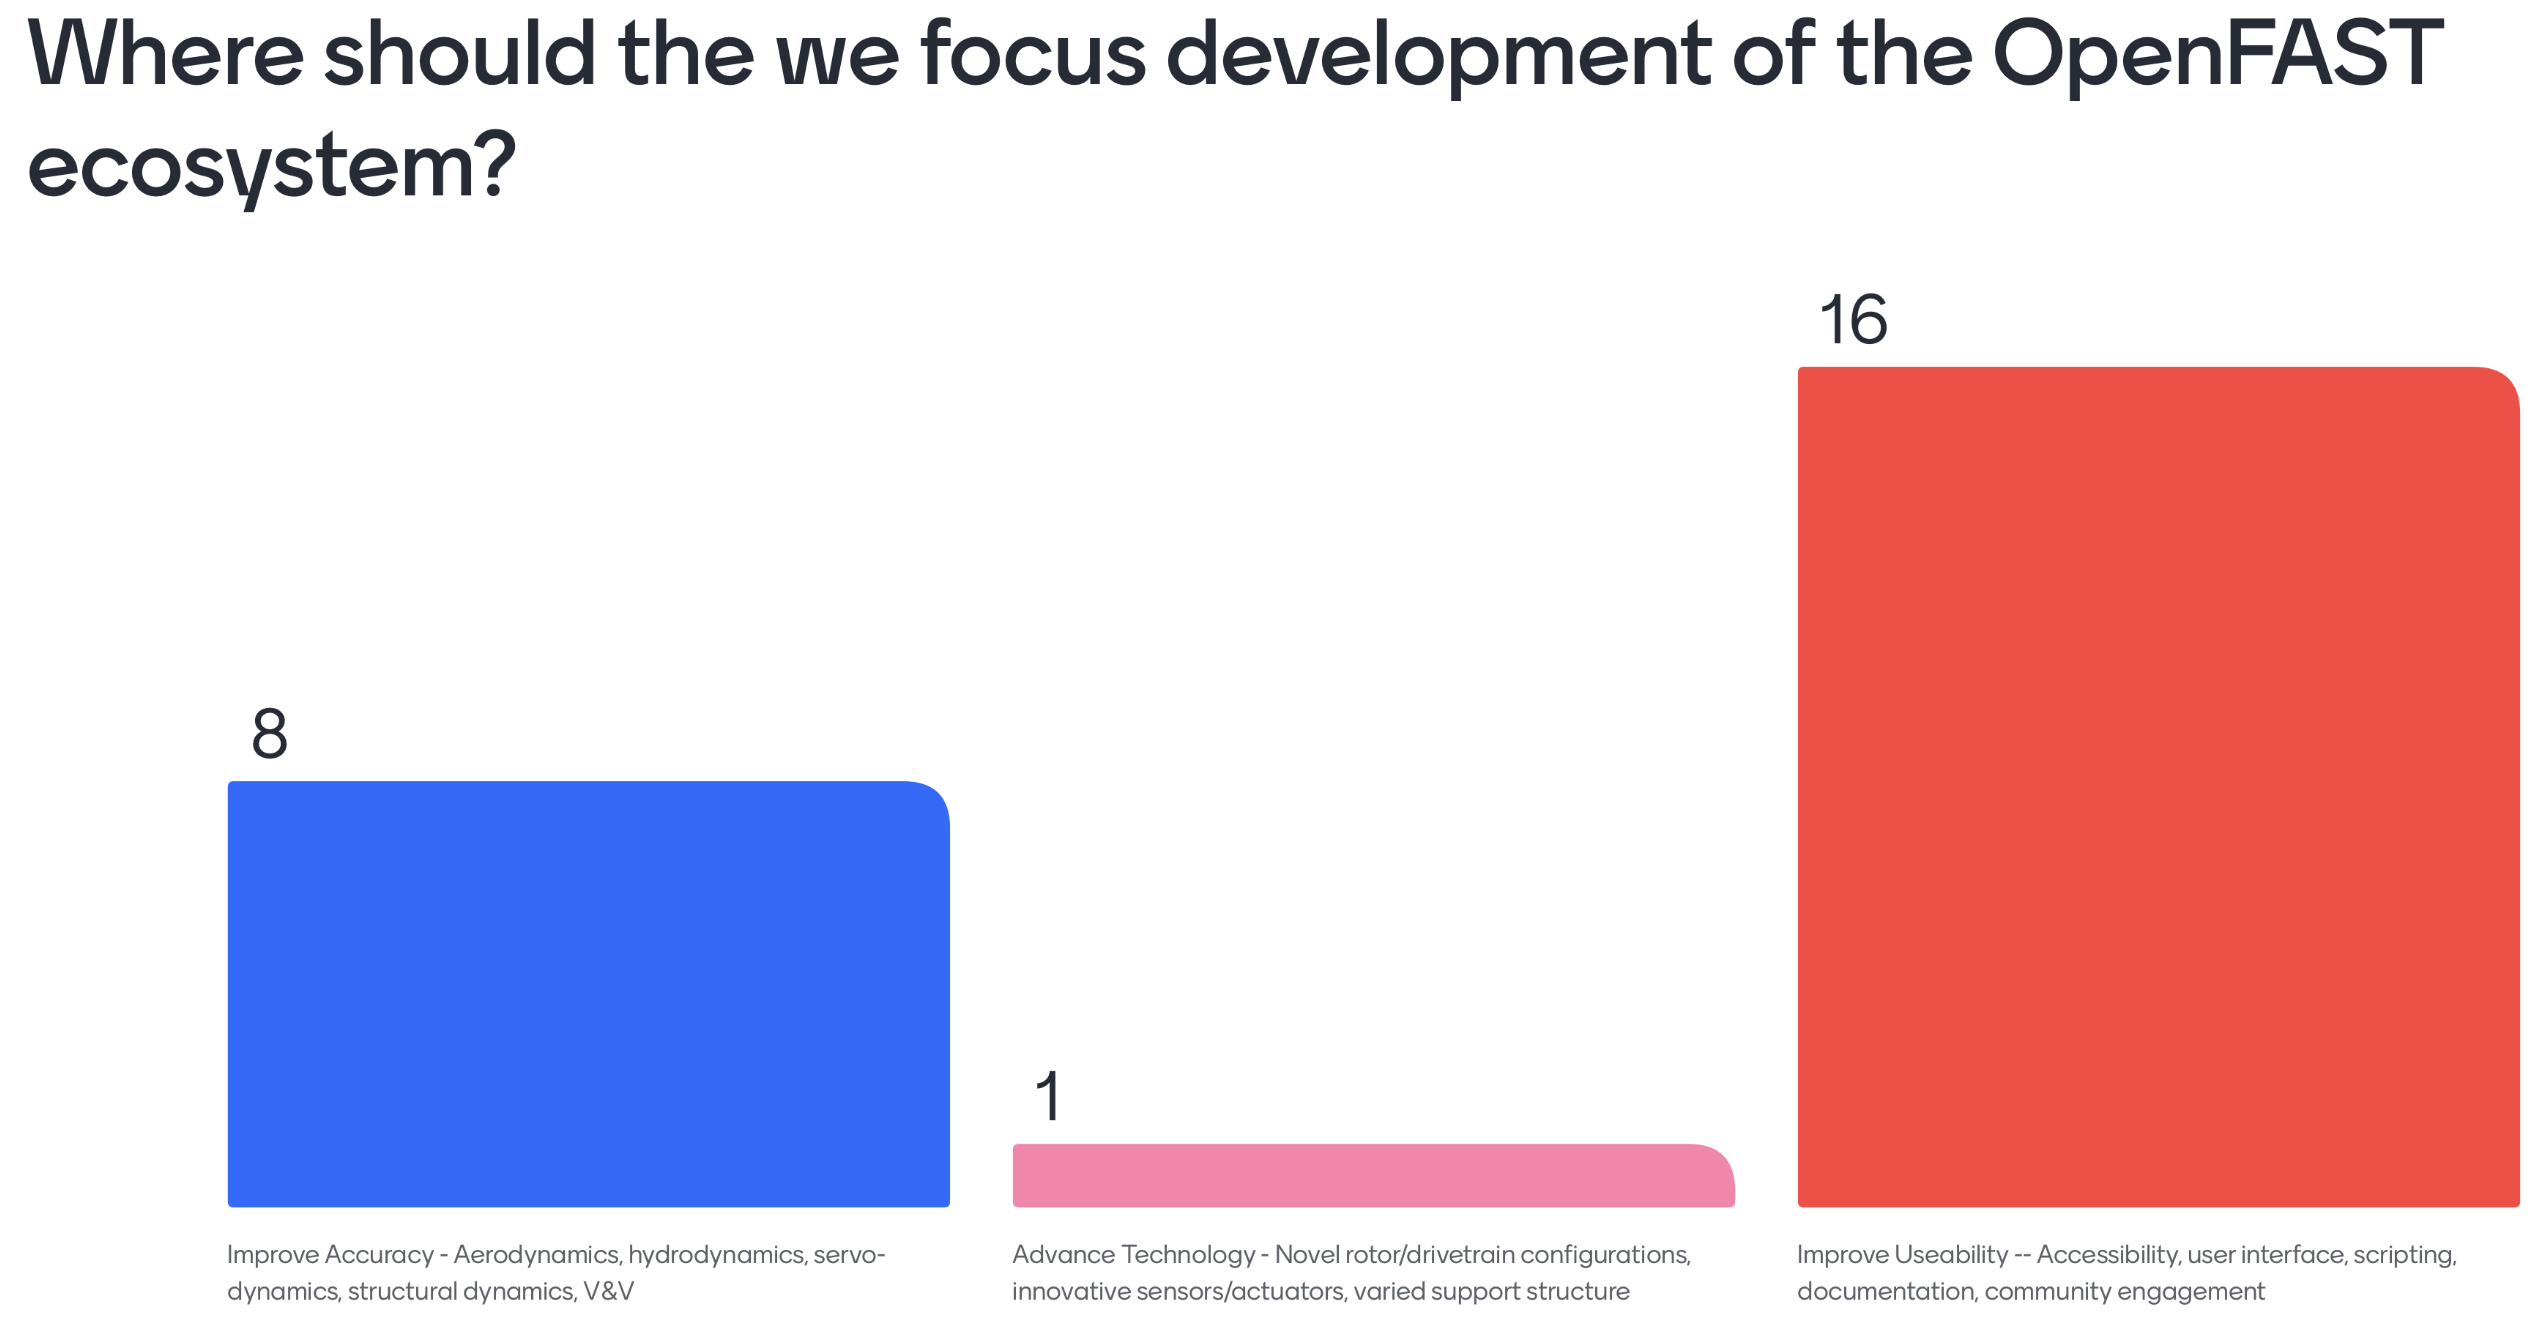 Where should the we focus development of the OpenFAST
ecosystem?
16
8
1
Improve Accuracy - Aerodynamics, hydrodynamics, servo-
dynamics, structural dynamics, V&V
Advance Technology - Novel rotor/drivetrain configurations,
innovative sensors/actuators, varied support structure
Improve Useability -- Accessibility, user interface, scripting,
documentation, community engagement